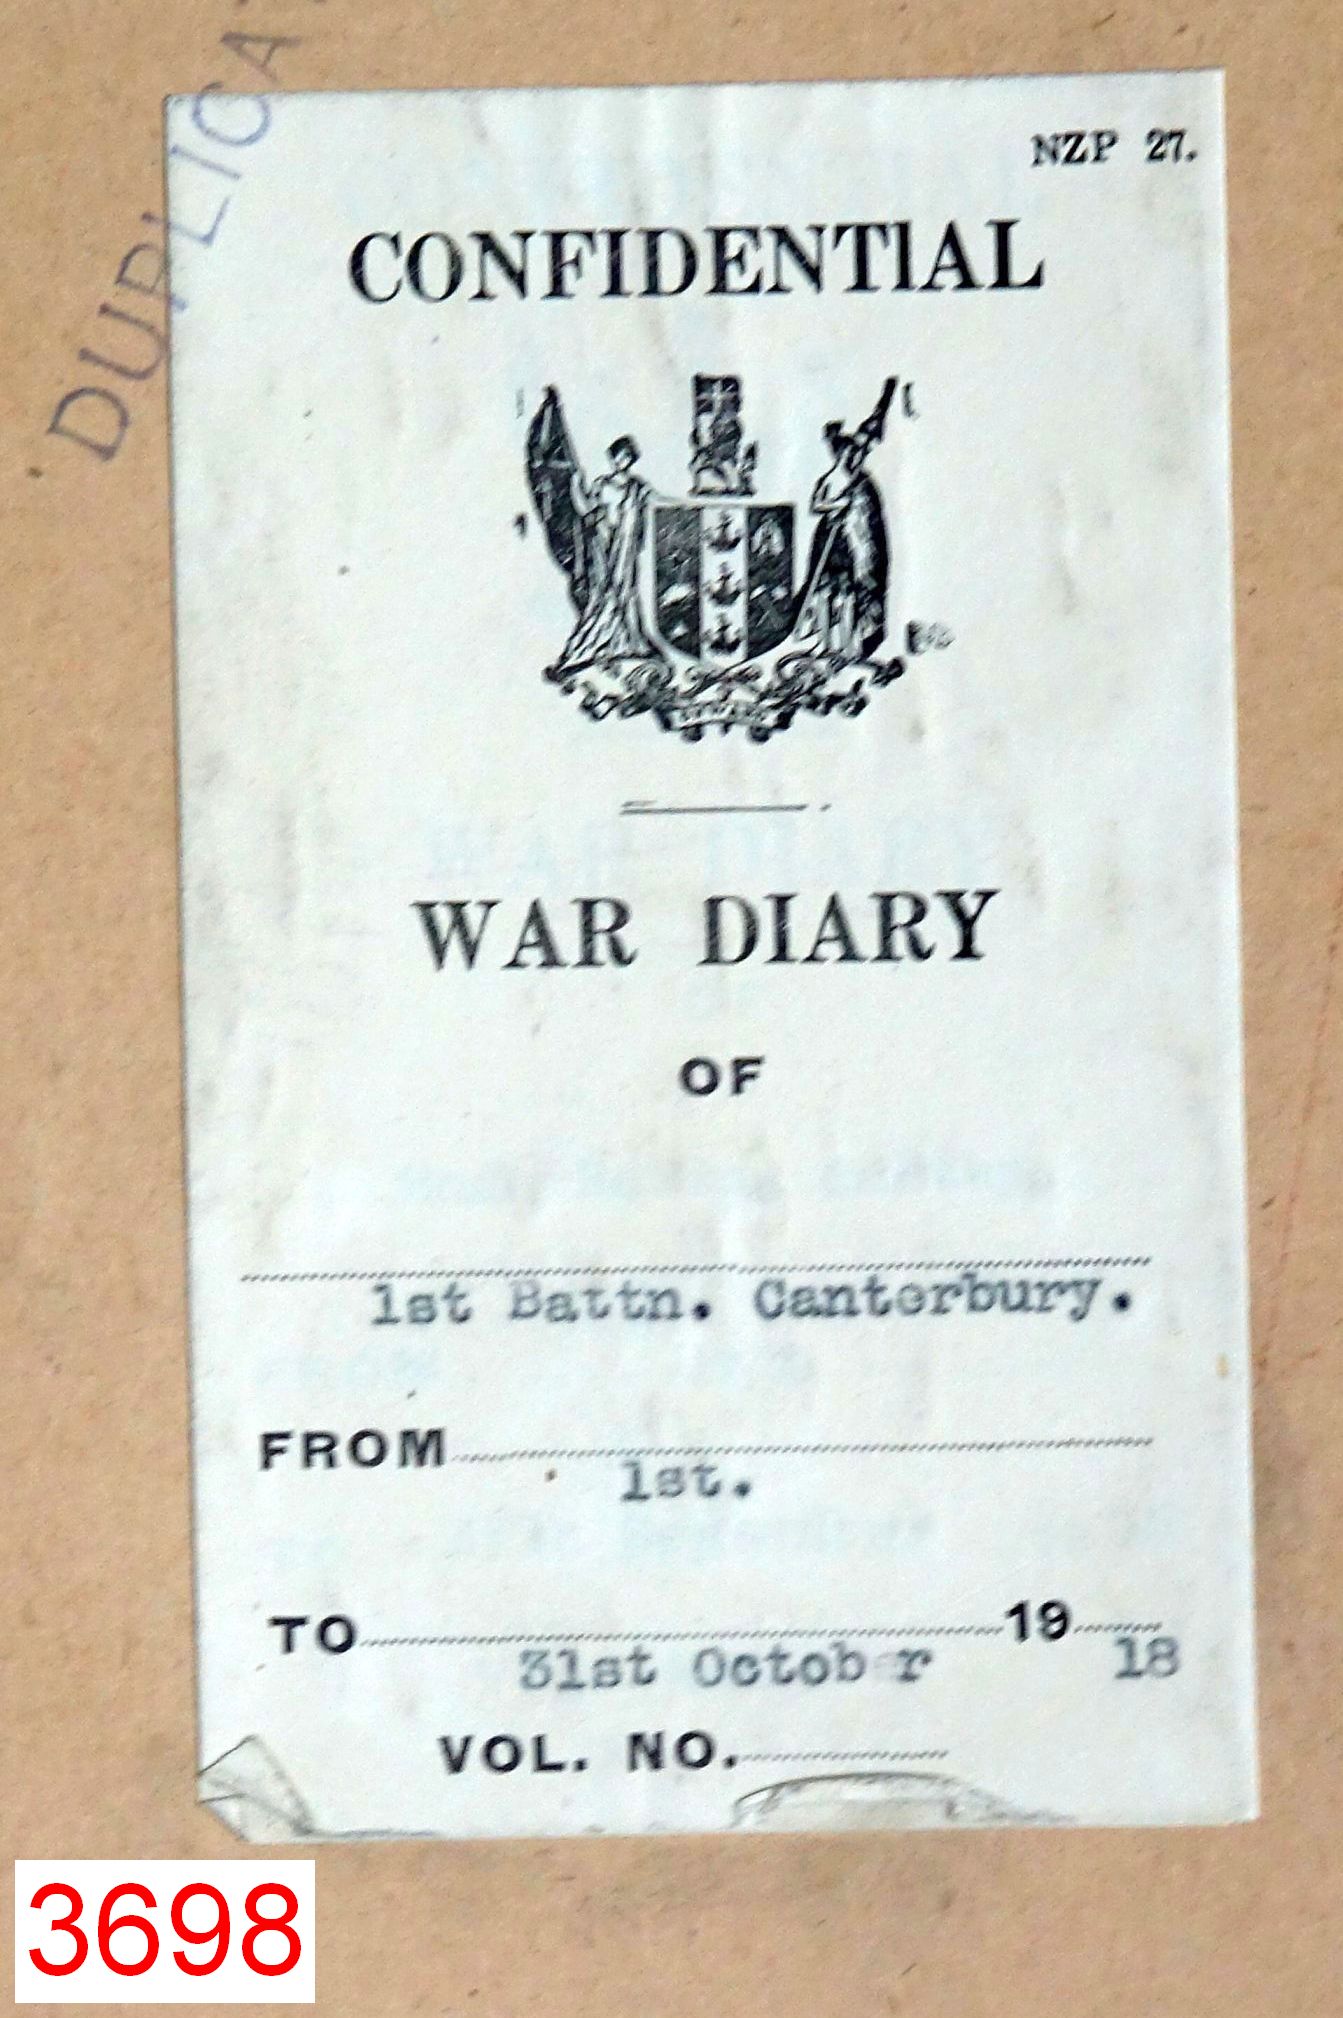 DUPLICA
NZP 27.
CONFIDENTIAL
WAR DIARY
OF
1st Battn. Canterbury.
FROM
1st.
TO 19
31st October 18
VOL. NO.
3698